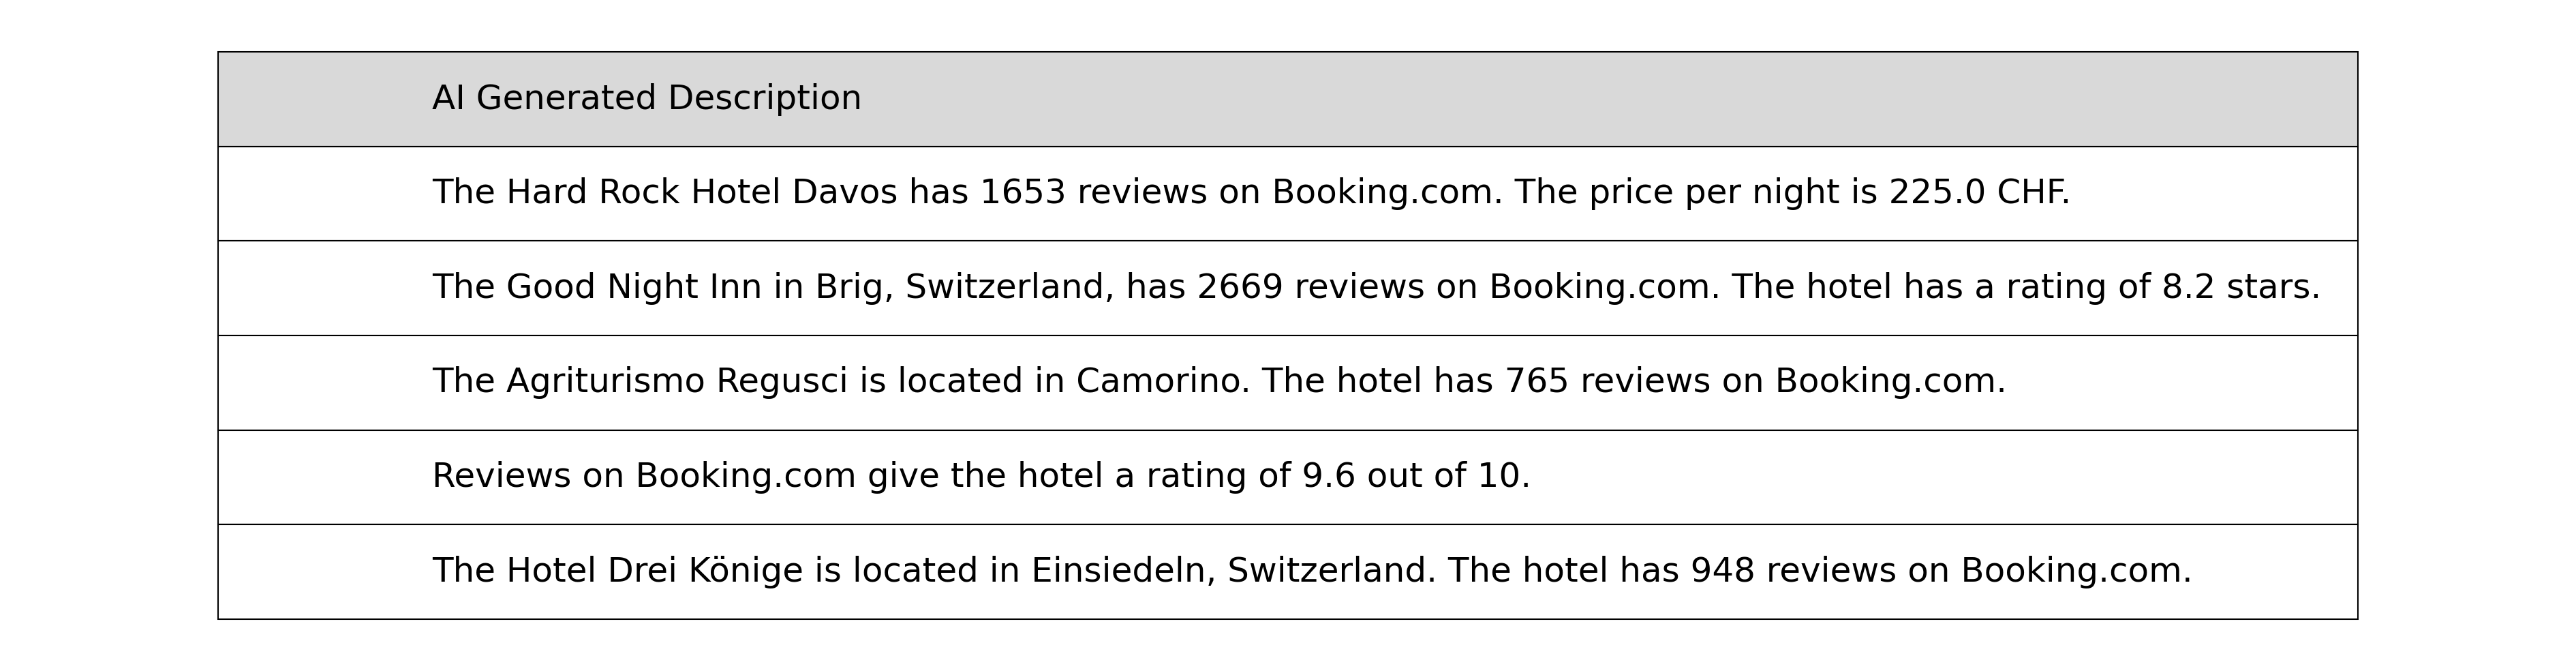 AI Generated Description
The Hard Rock Hotel Davos has 1653 reviews on Booking.com. The price per night is 225.0 CHF.
The Good Night Inn in Brig, Switzerland, has 2669 reviews on Booking.com. The hotel has a rating of 8.2 stars.
The Agriturismo Regusci is located in Camorino. The hotel has 765 reviews on Booking.com.
Reviews on Booking.com give the hotel a rating of 9.6 out of 10.
The Hotel Drei Könige is located in Einsiedeln, Switzerland. The hotel has 948 reviews on Booking.com.